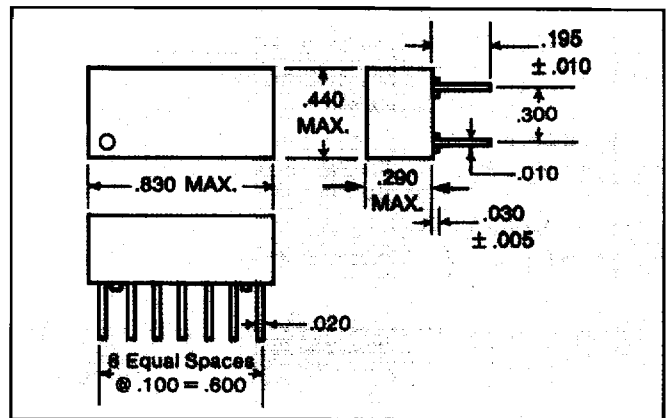 .195
± .010
.440
MAX.
.300
.830 MAX.
.290
MAX.
.010
.030
± .005
.020
6 Equal Spaces
@ .100 = .600